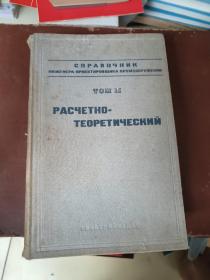 СПРАВОЧНИК
ИНЖЕНЕРА ПРОЕКТИРОВЩИКА ПРОМСООРУЖЕНИЙ
ТОМ II
РАСЧЕТНО-
ТЕОРЕТИЧЕСКИЙ